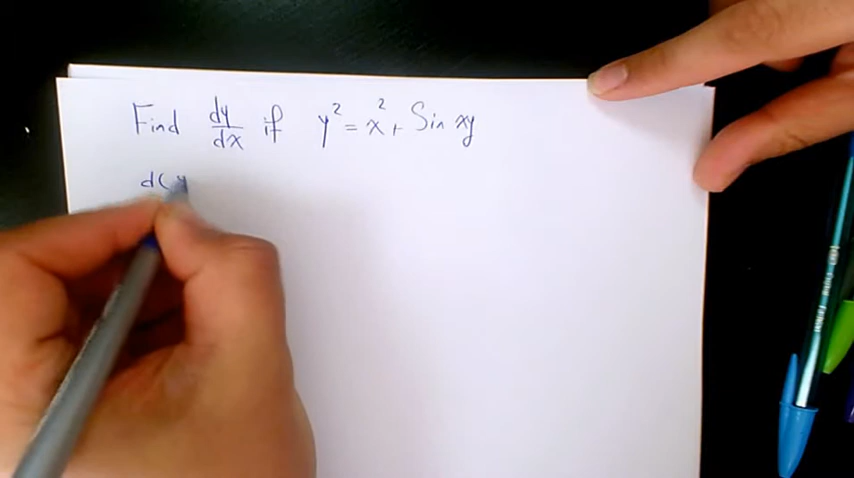 Find dy/dx if y² = x² + Sin xy
d(y